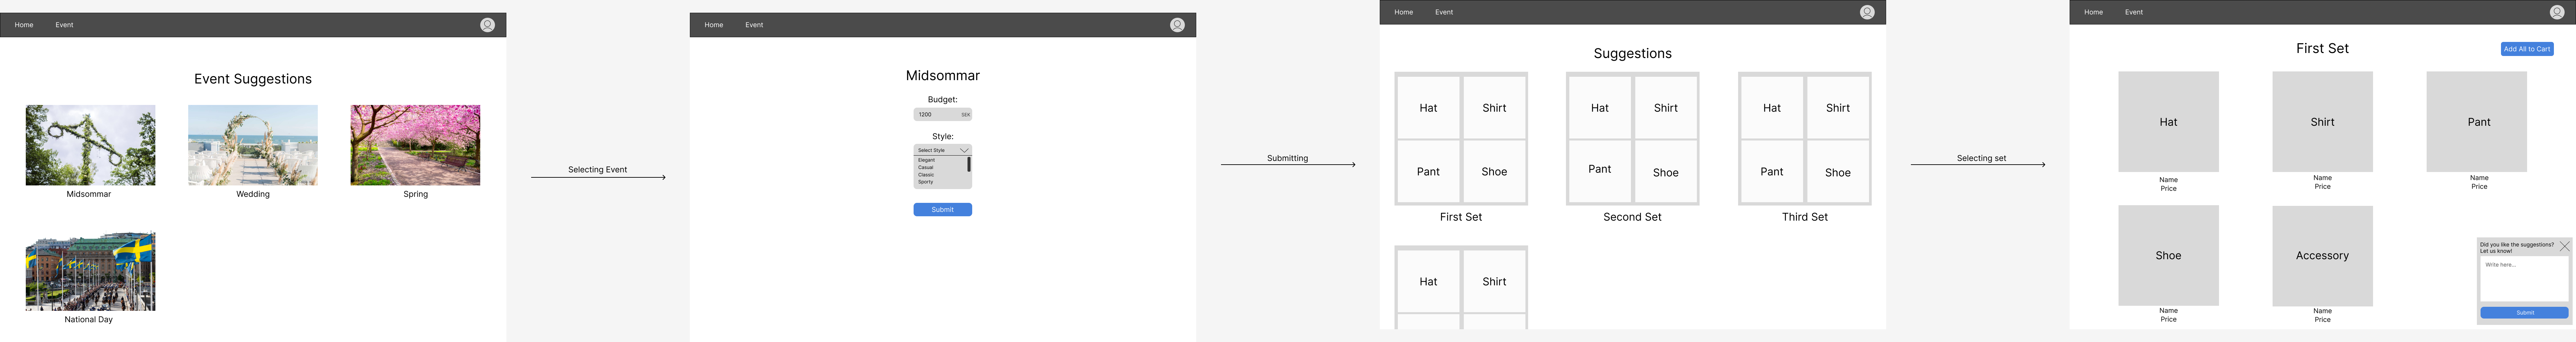 Home Event
Event Suggestions
Midsommar
Wedding
Spring
National Day
Selecting Event
Home Event
Midsommar
Budget:
1200 SEK
Style:
Select Style
Elegant
Casual
Classic
Sporty
Submit
Submitting
Home Event
Suggestions
Hat Shirt
Pant Shoe
First Set
Hat Shirt
Pant Shoe
Second Set
Hat Shirt
Pant Shoe
Third Set
Hat Shirt
Selecting set
Home Event
First Set
Add All to Cart
Hat
Name
Price
Shirt
Name
Price
Pant
Name
Price
Shoe
Name
Price
Accessory
Name
Price
Did you like the suggestions?
Let us know!
Write here...
Submit